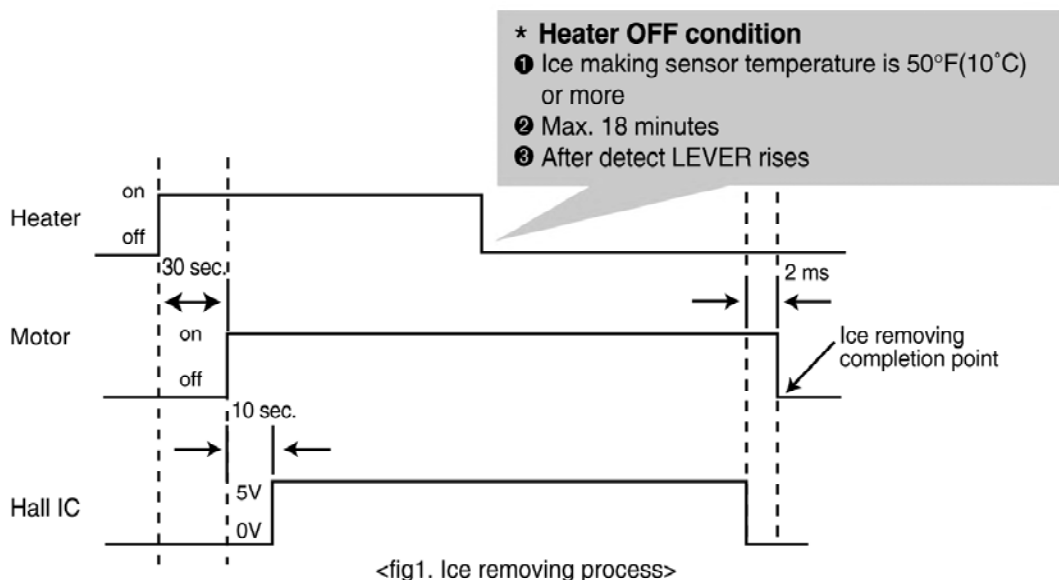 * Heater OFF condition
❶ Ice making sensor temperature is 50°F(10˚C)
or more
❷ Max. 18 minutes
❸ After detect LEVER rises
on
Heater
off
30 sec.
2 ms
Motor
on
off
Ice removing
completion point
10 sec.
5V
Hall IC
0V
<fig1. Ice removing process>